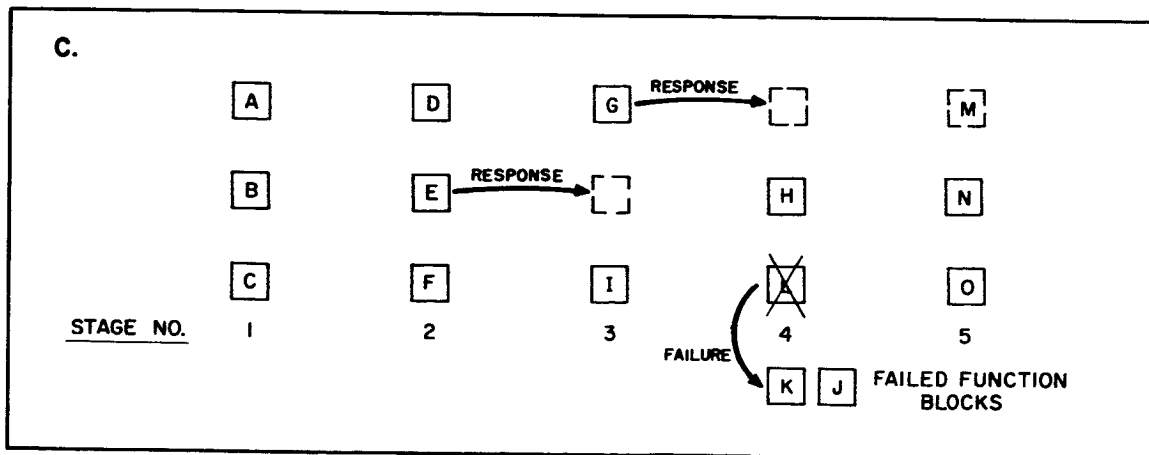 C.
A D G RESPONSE M
B E RESPONSE H N
C F I L O
STAGE NO. 1 2 3 4 5
FAILURE
K J FAILED FUNCTION
BLOCKS